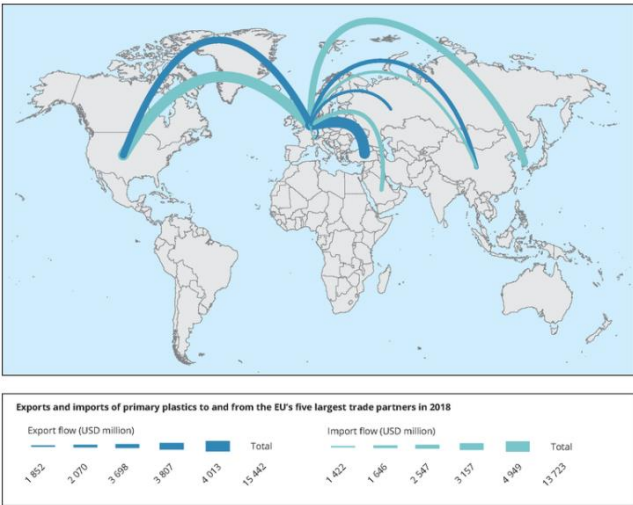 Exports and imports of primary plastics to and from the EU's five largest trade partners in 2018
Export flow (USD million)
Total
1 852
2 070
3 698
3 807
4 013
15 442
Import flow (USD million)
Total
1 422
1 646
2 547
3 157
4 949
13 723